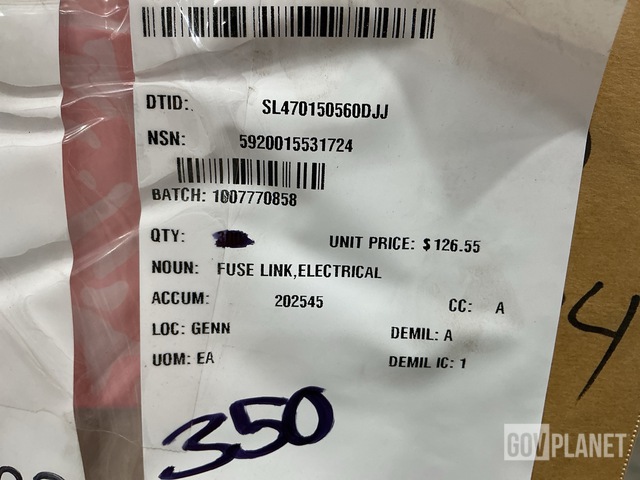 DTID: SL470150560DJJ
NSN: 5920015531724
BATCH: 1007770858
QTY: UNIT PRICE: $126.55
NOUN: FUSE LINK,ELECTRICAL
ACCUM: 202545 CC: A
LOC: GENN DEMIL: A
UOM: EA DEMIL IC: 1
350
4
GOVPLANET